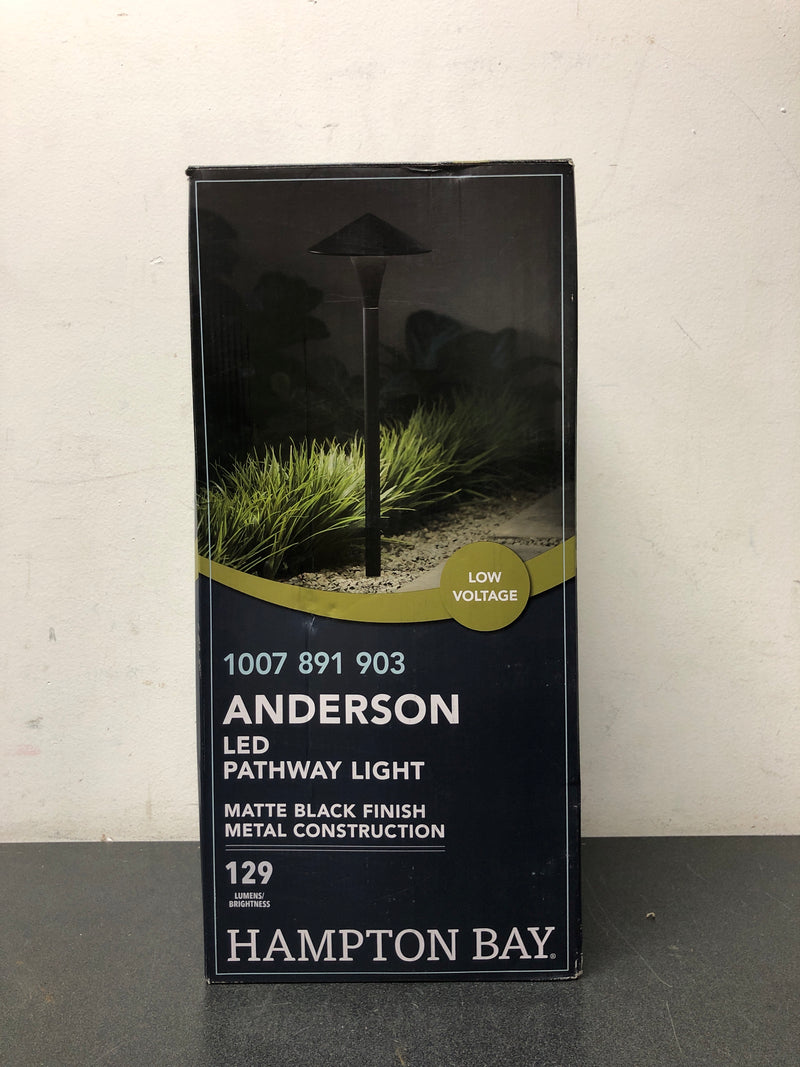 LOW
VOLTAGE
1007 891 903
ANDERSON
LED
PATHWAY LIGHT
MATTE BLACK FINISH
METAL CONSTRUCTION
129
LUMENS/
BRIGHTNESS
HAMPTON BAY®